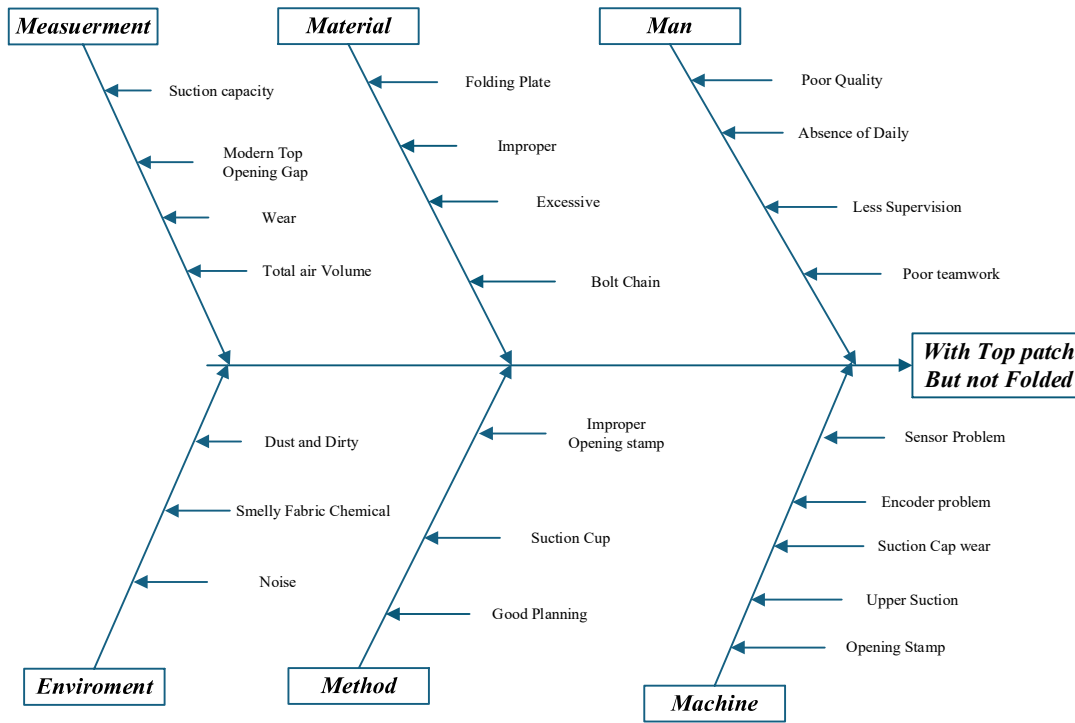 Measuerment
Suction capacity
Modern Top
Opening Gap
Wear
Total air Volume
Material
Folding Plate
Improper
Excessive
Bolt Chain
Man
Poor Quality
Absence of Daily
Less Supervision
Poor teamwork
With Top patch
But not Folded
Dust and Dirty
Smelly Fabric Chemical
Noise
Enviroment
Improper
Opening stamp
Suction Cup
Good Planning
Method
Sensor Problem
Encoder problem
Suction Cap wear
Upper Suction
Opening Stamp
Machine